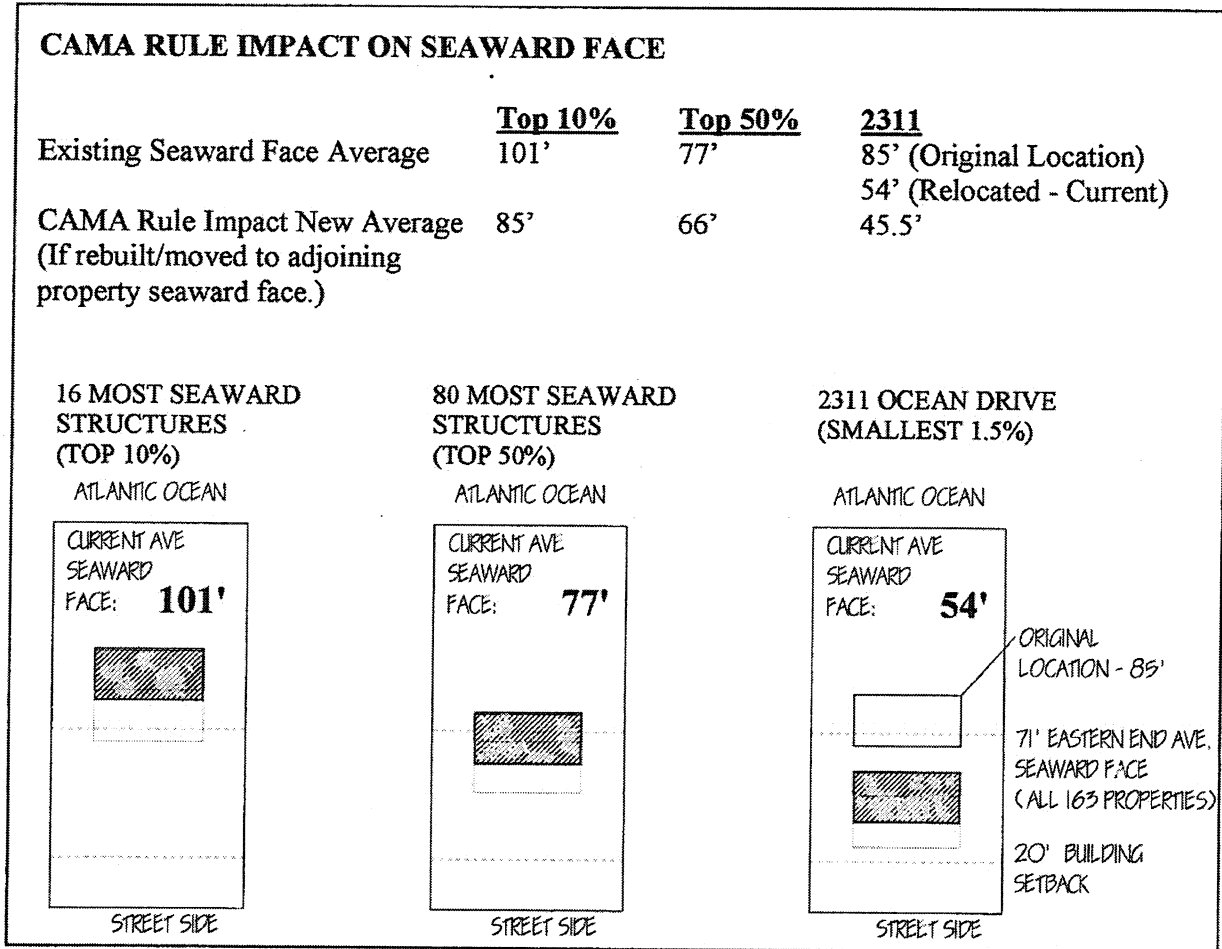 CAMA RULE IMPACT ON SEAWARD FACE
Top 10% Top 50% 2311
Existing Seaward Face Average 101' 77' 85' (Original Location)
54' (Relocated - Current)
CAMA Rule Impact New Average 85' 66' 45.5'
(If rebuilt/moved to adjoining
property seaward face.)
16 MOST SEAWARD
STRUCTURES
(TOP 10%)
ATLANTIC OCEAN
CURRENT AVE
SEAWARD
FACE: 101'
STREET SIDE
80 MOST SEAWARD
STRUCTURES
(TOP 50%)
ATLANTIC OCEAN
CURRENT AVE
SEAWARD
FACE: 77'
STREET SIDE
2311 OCEAN DRIVE
(SMALLEST 1.5%)
ATLANTIC OCEAN
CURRENT AVE
SEAWARD
FACE: 54'
ORIGINAL
LOCATION - 85'
71' EASTERN END AVE.
SEAWARD FACE
(ALL 163 PROPERTIES)
20' BUILDING
SETBACK
STREET SIDE